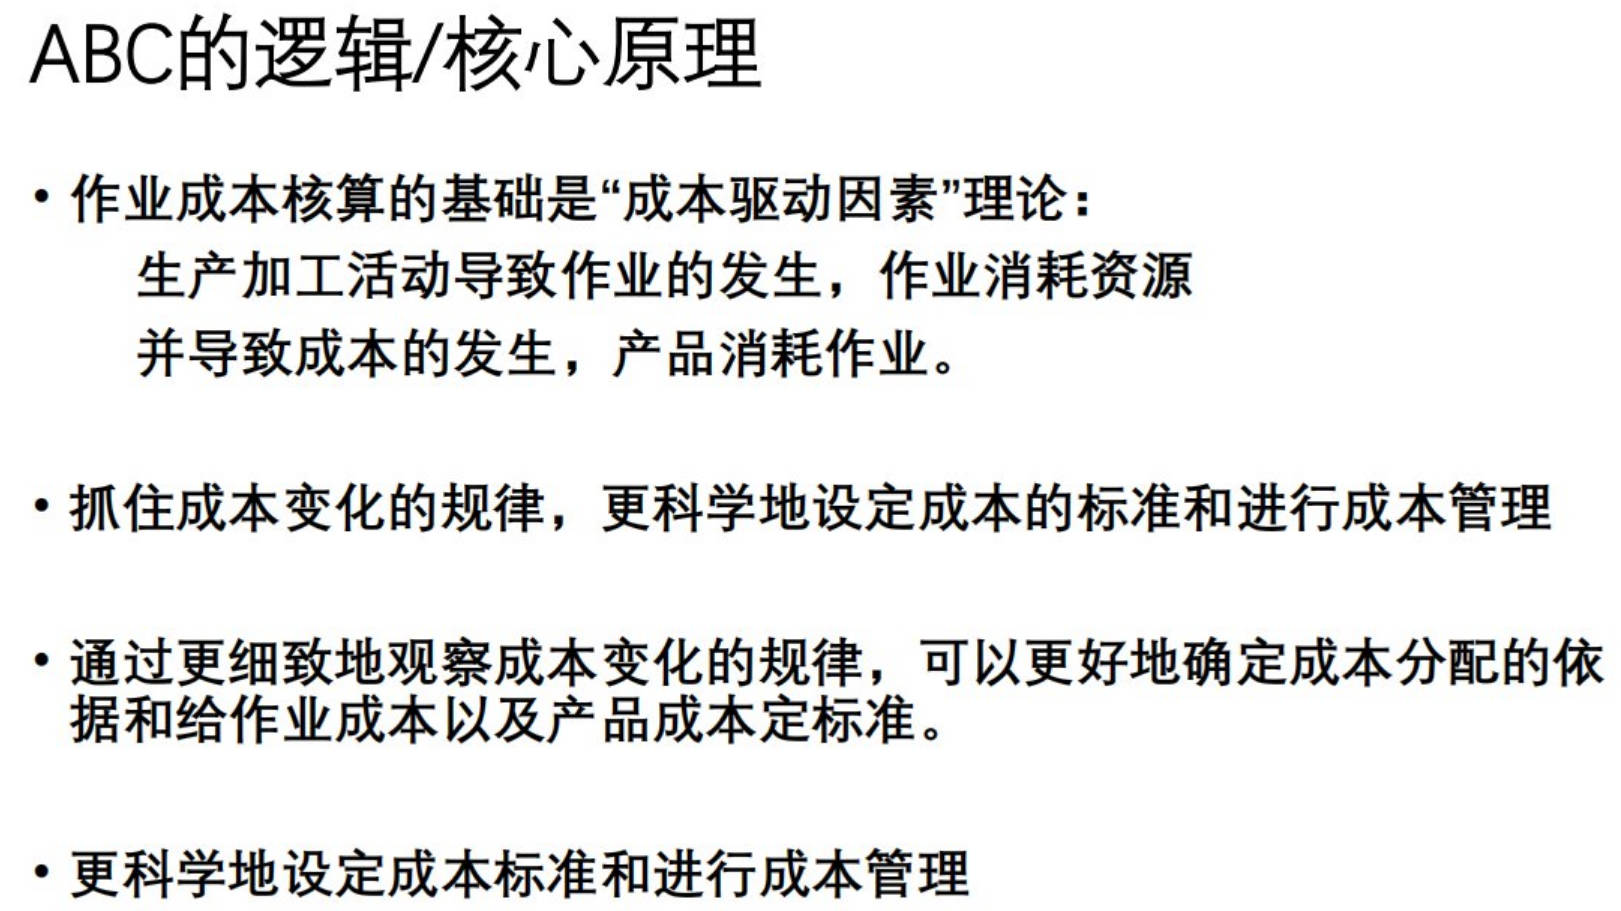 ABC的逻辑/核心原理
• 作业成本核算的基础是“成本驱动因素”理论：
生产加工活动导致作业的发生，作业消耗资源
并导致成本的发生，产品消耗作业。
• 抓住成本变化的规律，更科学地设定成本的标准和进行成本管理
• 通过更细致地观察成本变化的规律，可以更好地确定成本分配的依
据和给作业成本以及产品成本定标准。
• 更科学地设定成本标准和进行成本管理